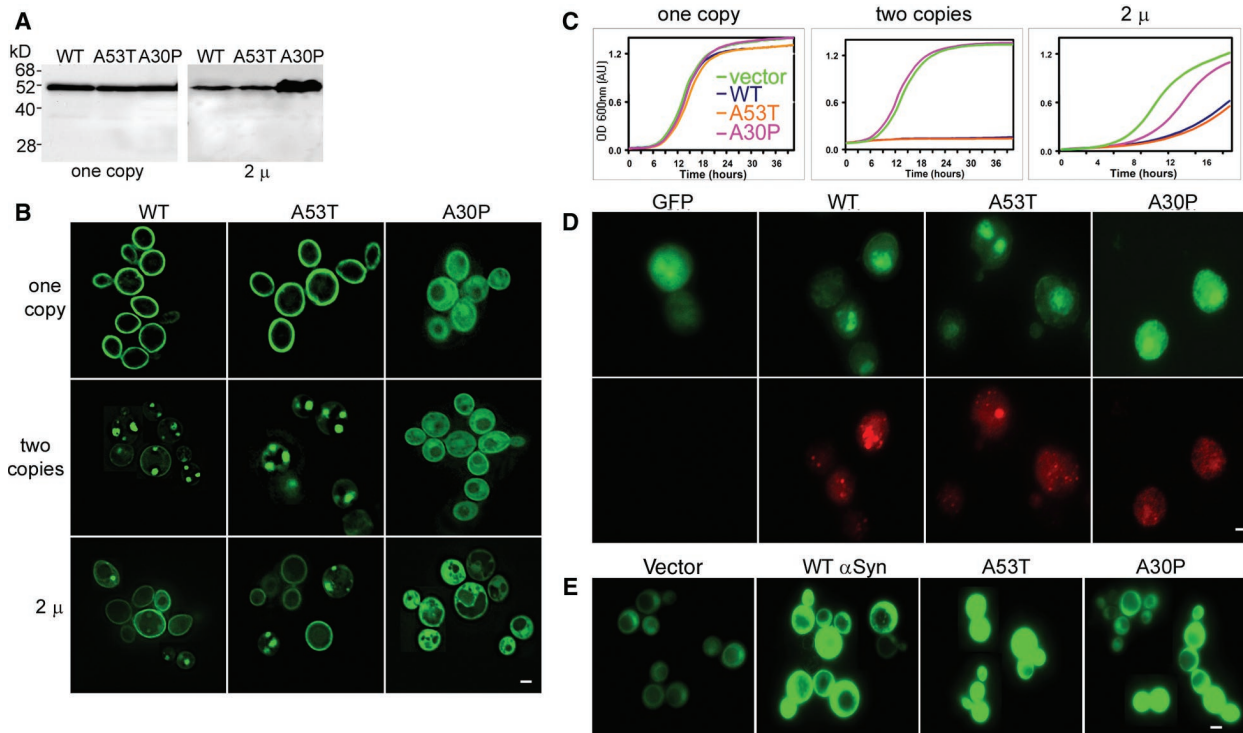 A
kD
WT A53T A30P
WT A53T A30P
68-
52-
40-
28-
one copy
2 µ
B
WT
A53T
A30P
one
copy
two
copies
2 µ
C
one copy
two copies
2 µ
OD 600nm [AU]
1.2
0.6
0.0
0 6 12 18 24 30 36
Time (hours)
vector
WT
A53T
A30P
1.2
0.6
0.0
0 6 12 18 24 30 36
Time (hours)
1.2
0.6
0.0
0 4 8 12 16
Time (hours)
D
GFP
WT
A53T
A30P
E
Vector
WT αSyn
A53T
A30P